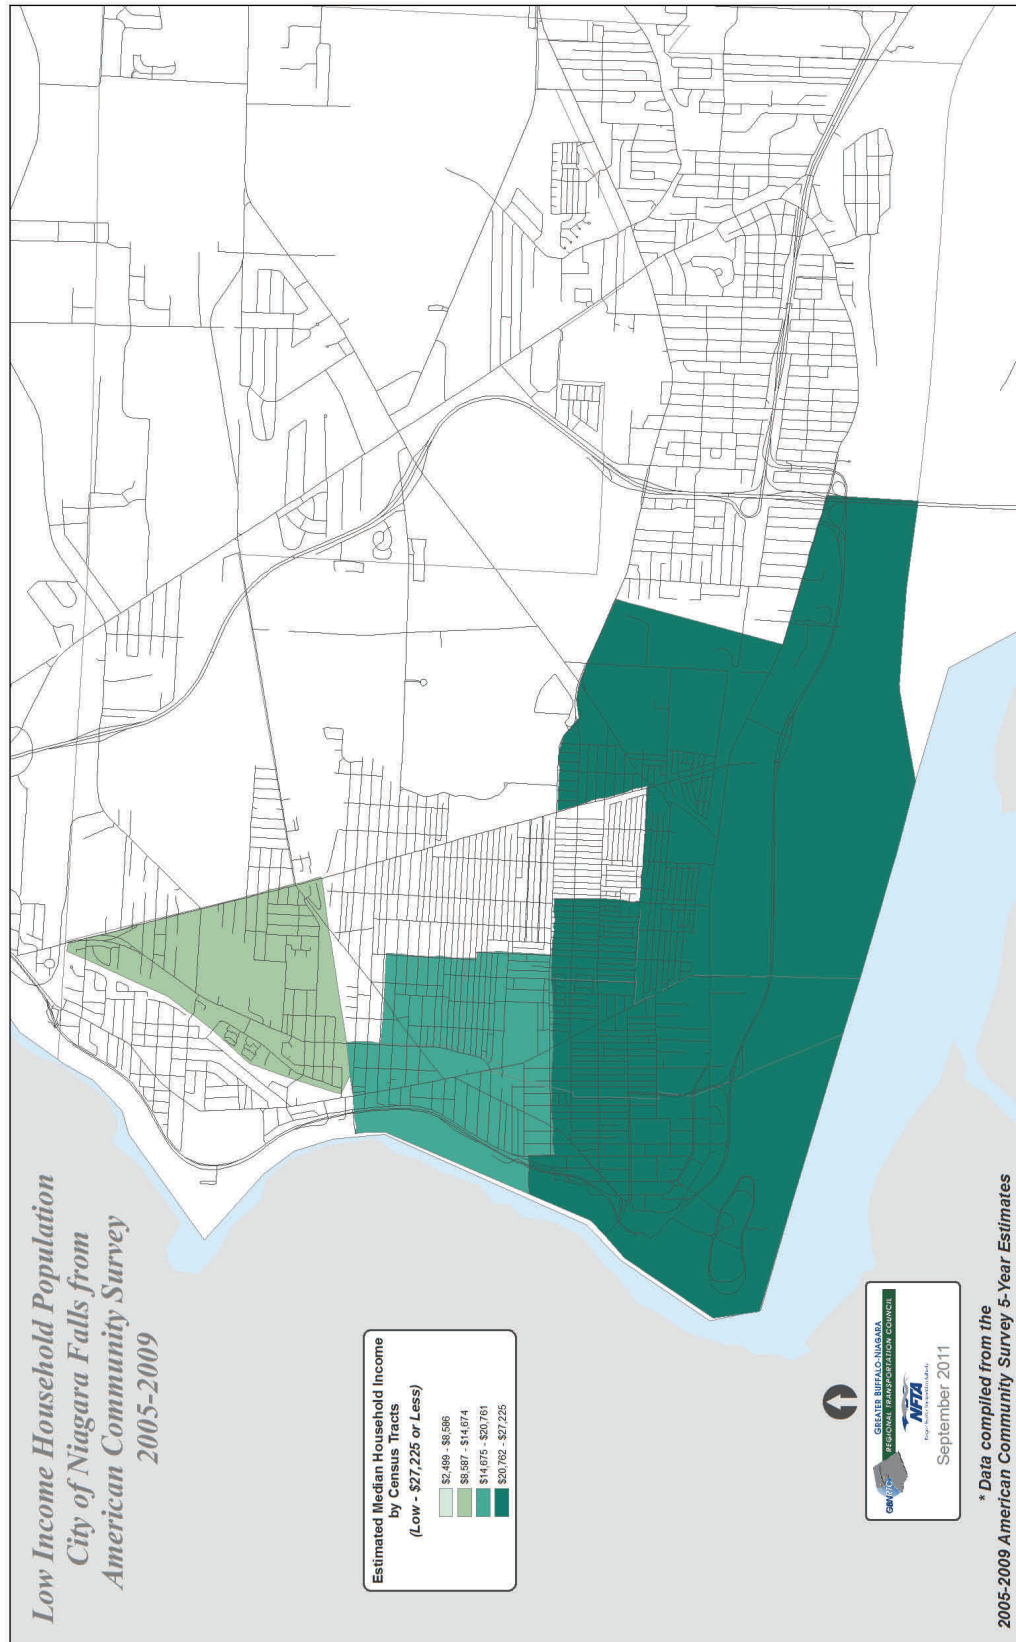 Low Income Household Population
City of Niagara Falls from
American Community Survey
2005-2009
Estimated Median Household Income
by Census Tracts
(Low - $27,225 or Less)
$2,499 - $8,586
$8,587 - $14,674
$14,675 - $20,761
$20,762 - $27,225
GBNRTC
GREATER BUFFALO-NIAGARA
REGIONAL TRANSPORTATION COUNCIL
NFTA
September 2011
* Data compiled from the
2005-2009 American Community Survey 5-Year Estimates